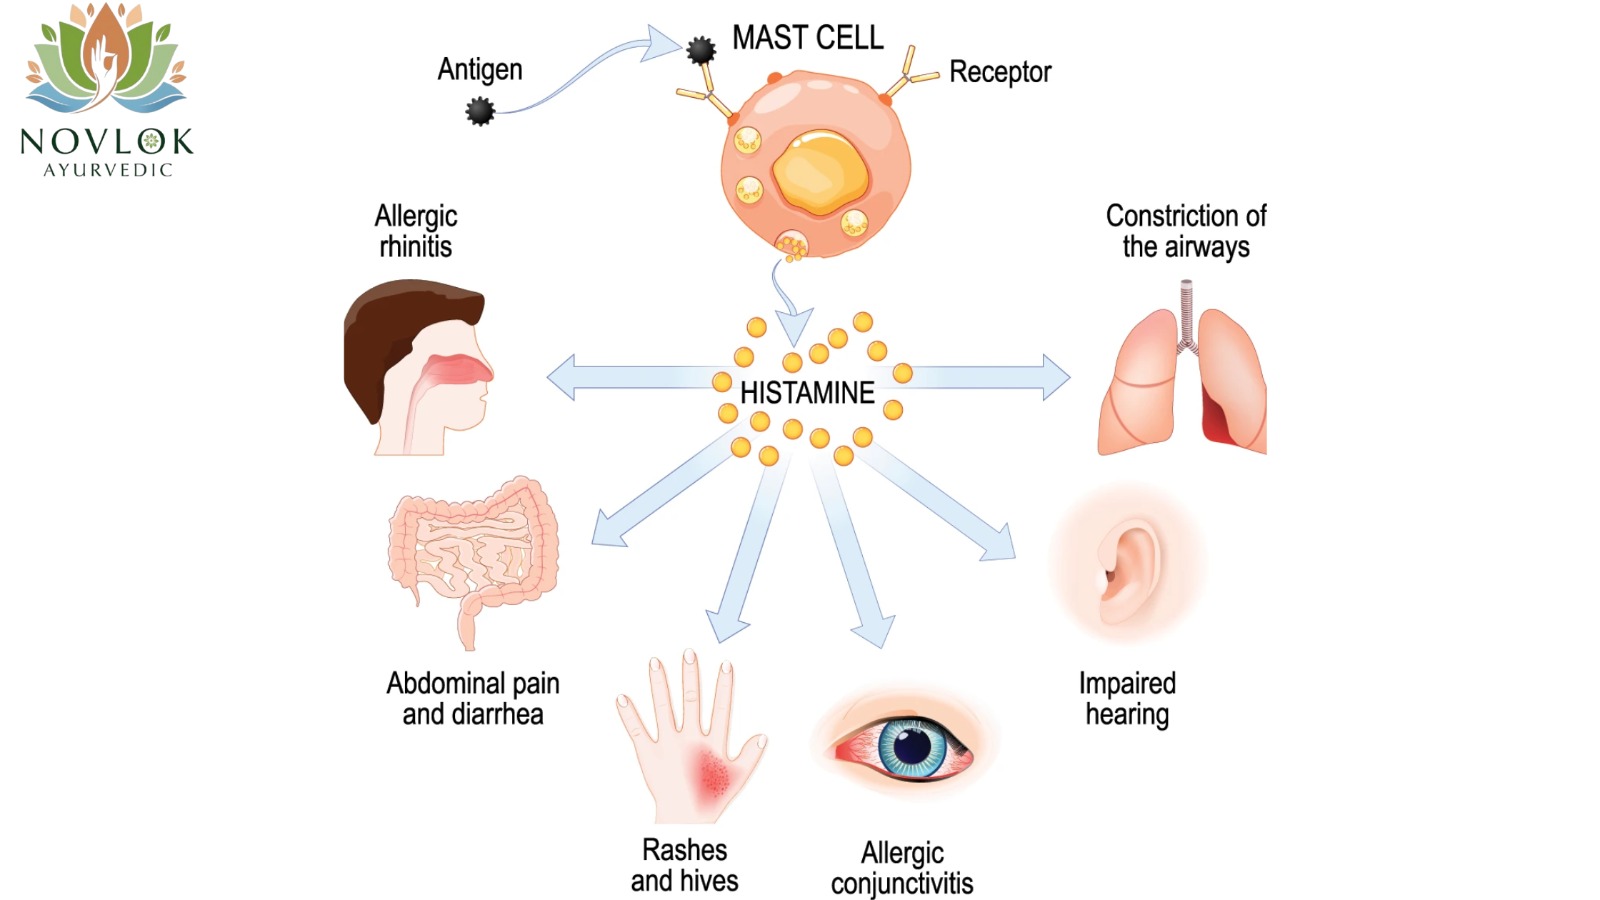 NOVLOK
AYURVEDIC
Antigen
MAST CELL
Receptor
Allergic
rhinitis
Constriction of
the airways
HISTAMINE
Abdominal pain
and diarrhea
Impaired
hearing
Rashes
and hives
Allergic
conjunctivitis